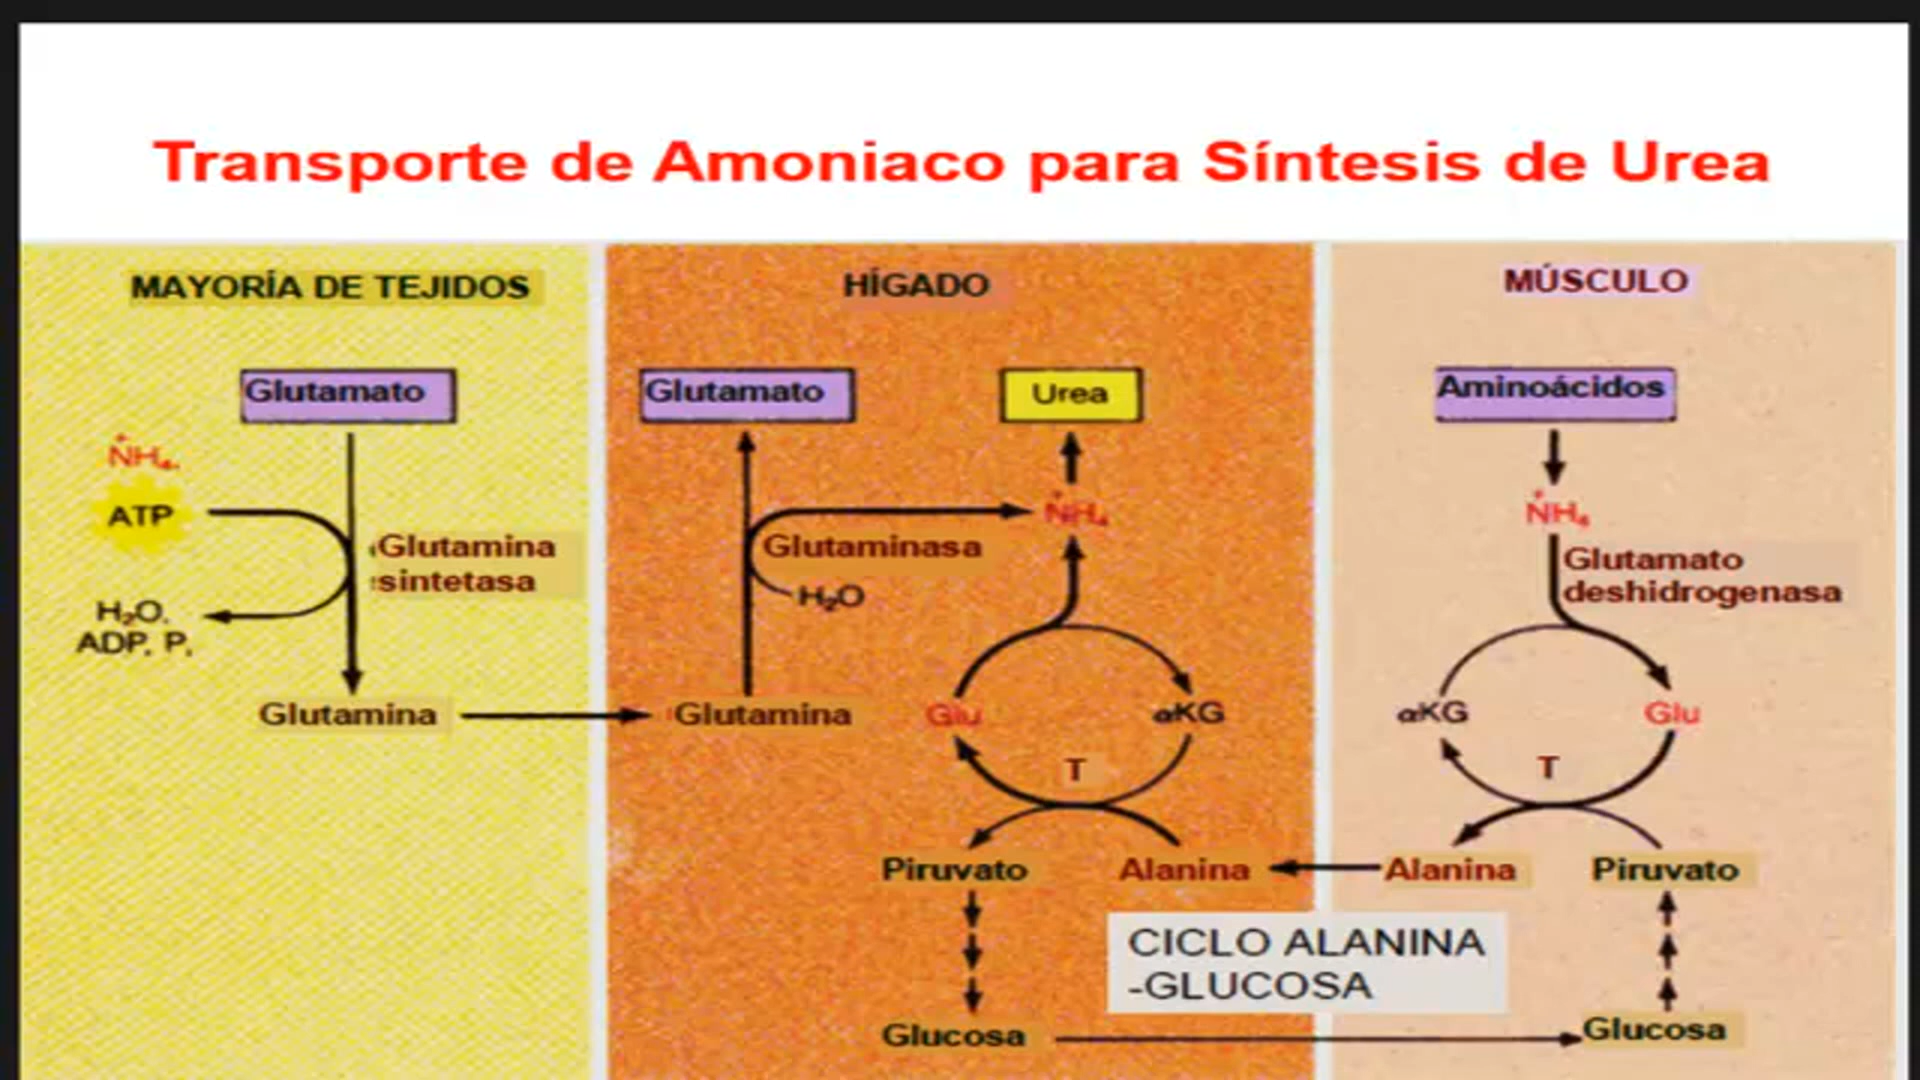 Transporte de Amoniaco para Síntesis de Urea
MAYORÍA DE TEJIDOS
Glutamato
NH₄
ATP
Glutamina
sintetasa
H₂O,
ADP, Pᵢ
Glutamina
HÍGADO
Glutamato
Urea
NH₄
Glutaminasa
H₂O
Glutamina
Glu
αKG
T
Piruvato
Alanina
Glucosa
MÚSCULO
Aminoácidos
NH₄
Glutamato
deshidrogenasa
αKG
Glu
T
Alanina
Piruvato
CICLO ALANINA
-GLUCOSA
Glucosa